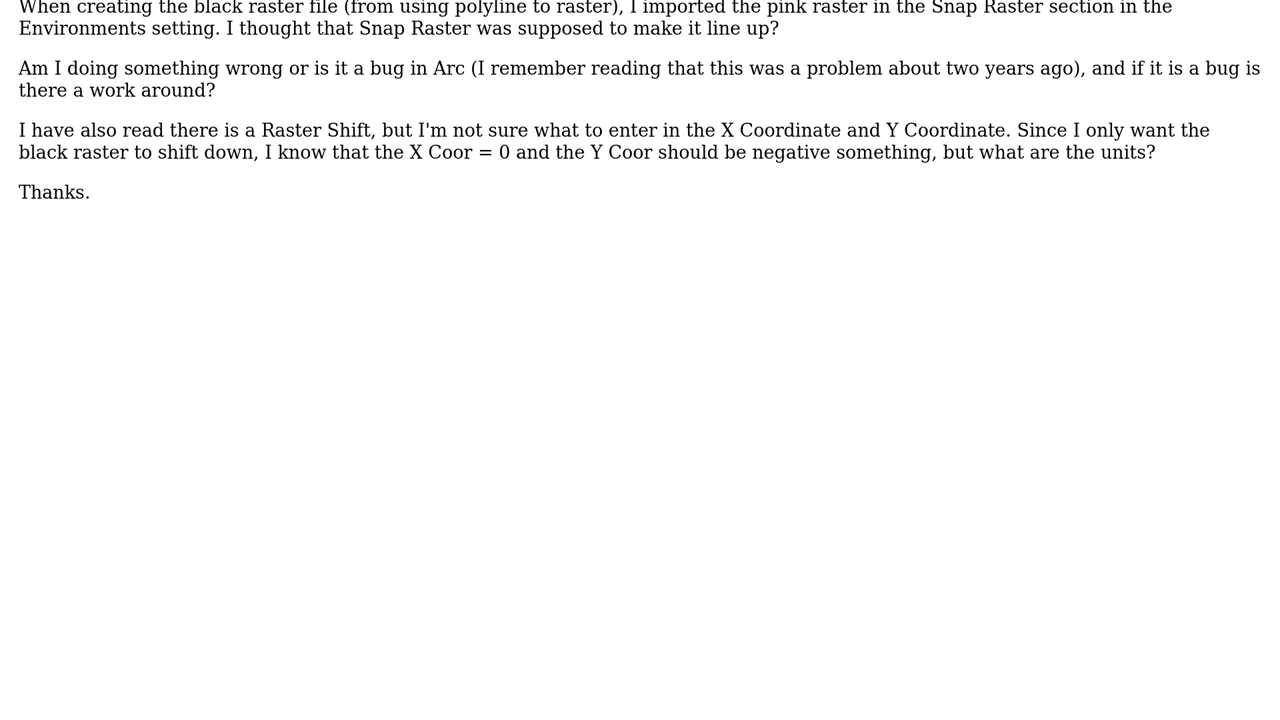 When creating the black raster file (from using polyline to raster), I imported the pink raster in the Snap Raster section in the
Environments setting. I thought that Snap Raster was supposed to make it line up?
Am I doing something wrong or is it a bug in Arc (I remember reading that this was a problem about two years ago), and if it is a bug is
there a work around?
I have also read there is a Raster Shift, but I'm not sure what to enter in the X Coordinate and Y Coordinate. Since I only want the
black raster to shift down, I know that the X Coor = 0 and the Y Coor should be negative something, but what are the units?
Thanks.